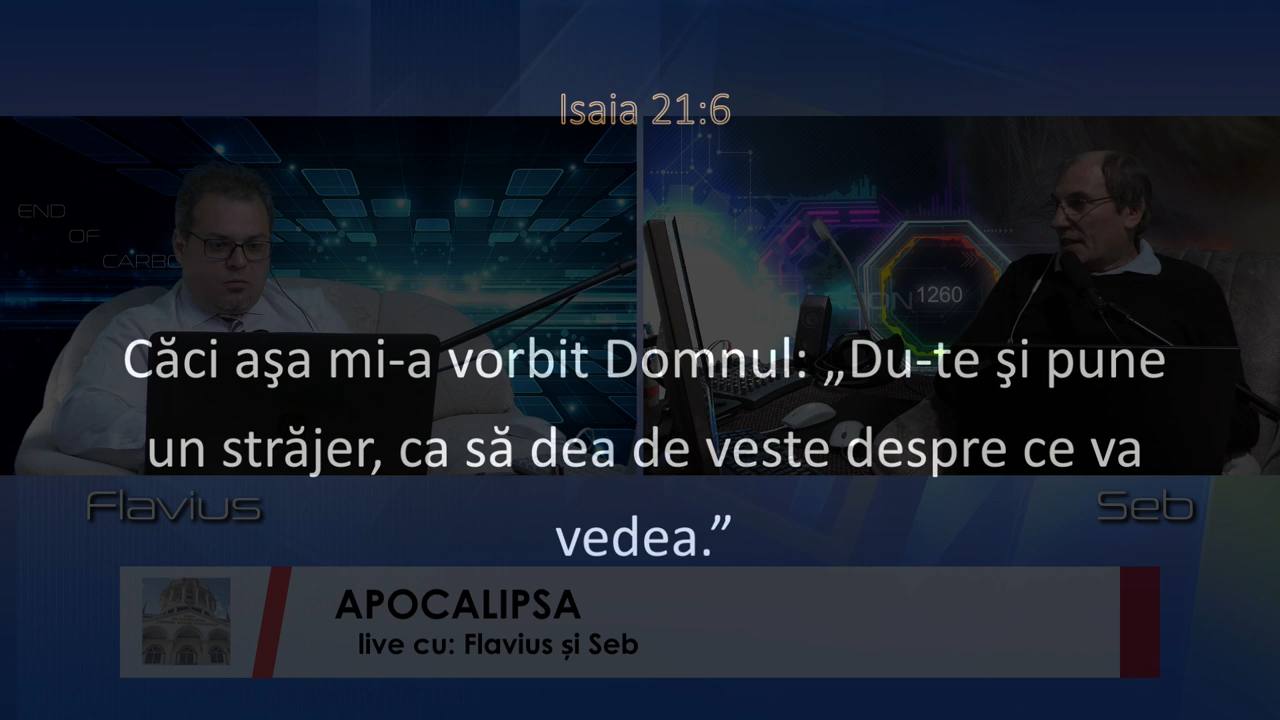 Isaia 21:6
END
OF
CARBO
1260
Căci aşa mi-a vorbit Domnul: „Du-te şi pune
un străjer, ca să dea de veste despre ce va
vedea.”
Flavius
Seb
APOCALIPSA
live cu: Flavius și Seb